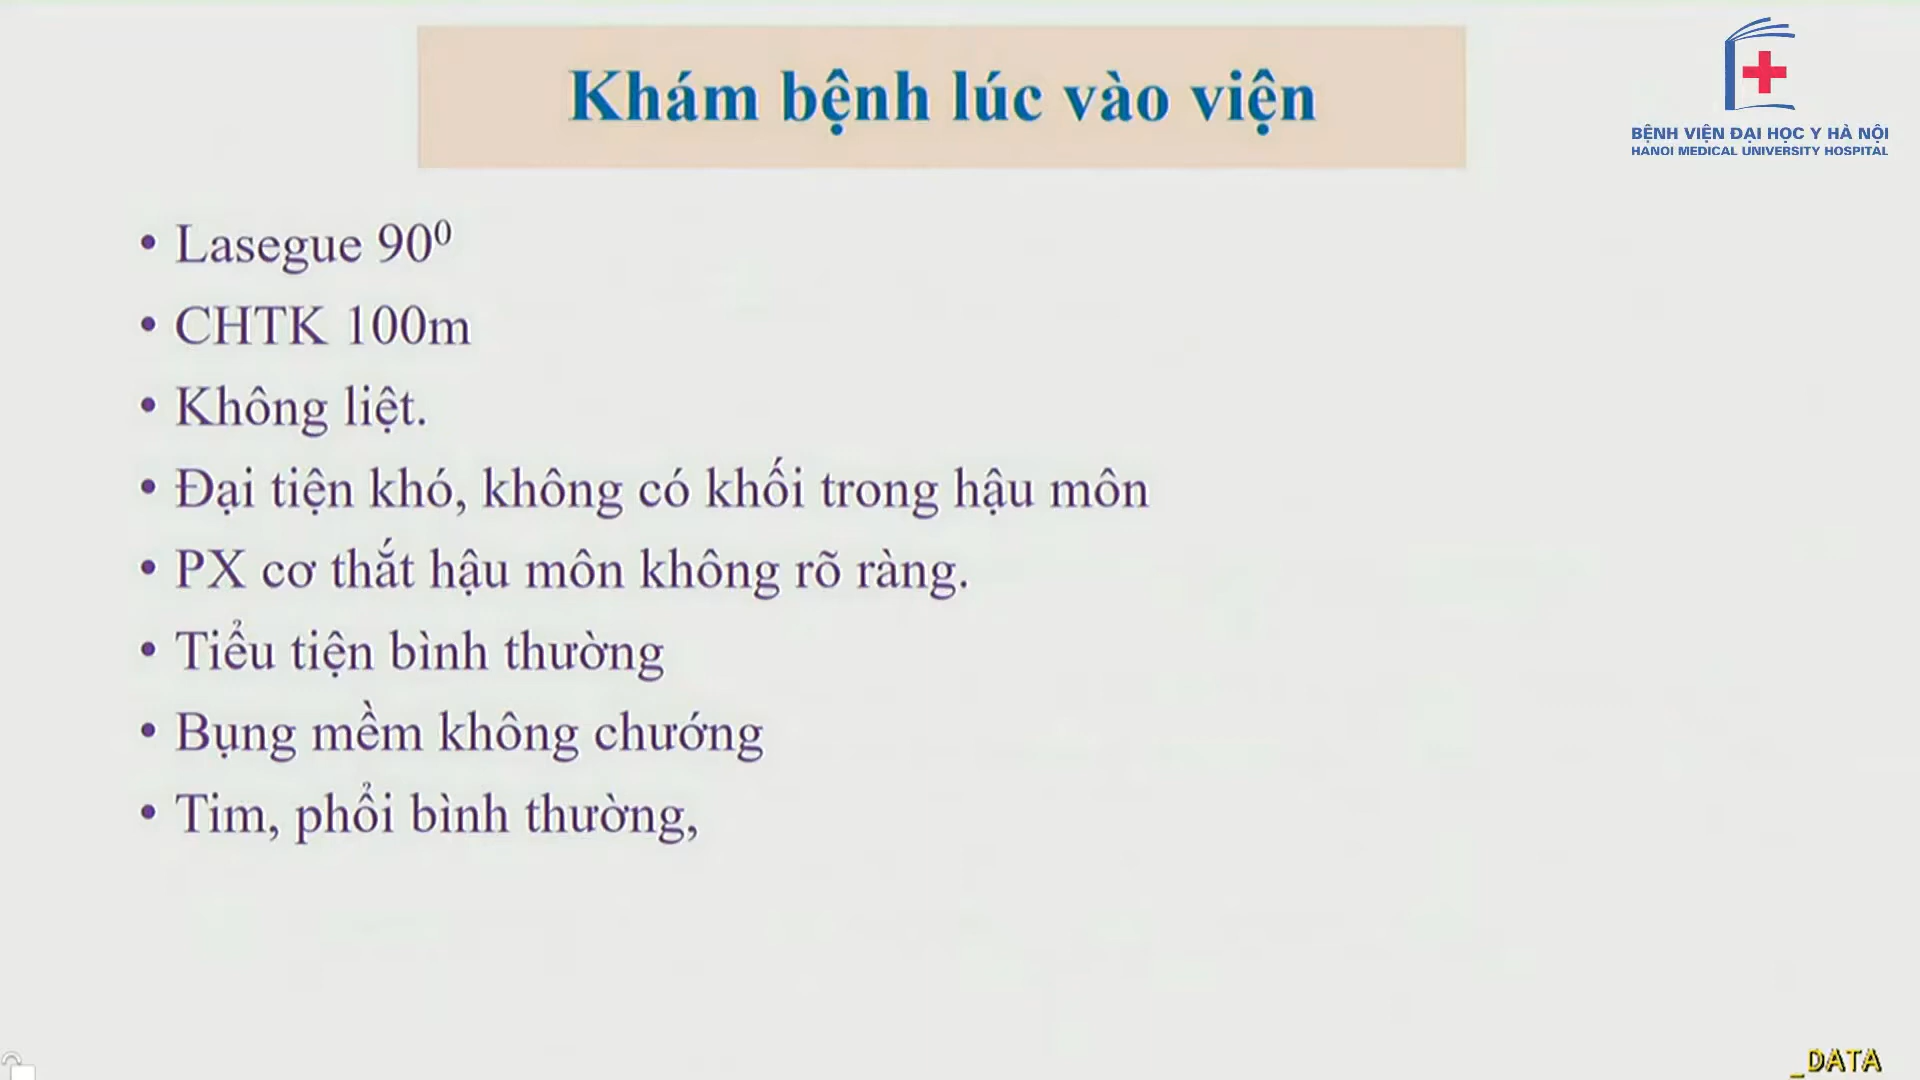 Khám bệnh lúc vào viện
BỆNH VIỆN ĐẠI HỌC Y HÀ NỘI
HANOI MEDICAL UNIVERSITY HOSPITAL
• Lasegue 90⁰
• CHTK 100m
• Không liệt.
• Đại tiện khó, không có khối trong hậu môn
• PX cơ thắt hậu môn không rõ ràng.
• Tiểu tiện bình thường
• Bụng mềm không chướng
• Tim, phổi bình thường,
_DATA